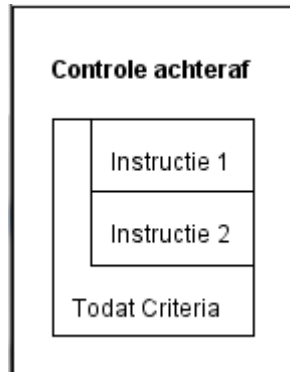 Controle achteraf
Instructie 1
Instructie 2
Todat Criteria